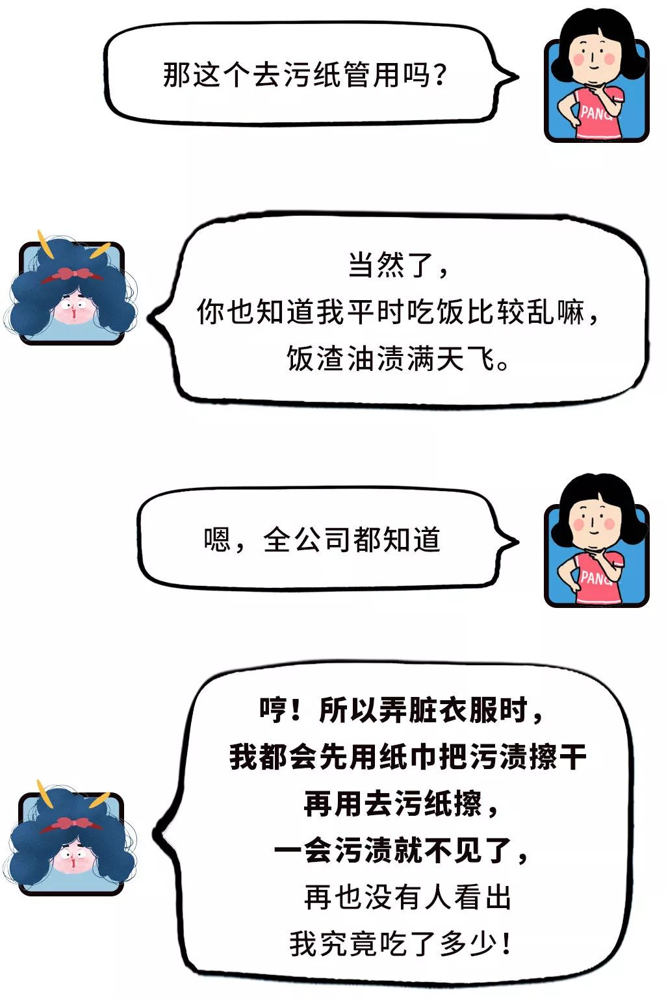 那这个去污纸管用吗？
PANG
当然了，
你也知道我平时吃饭比较乱嘛，
饭渣油渍满天飞。
嗯，全公司都知道
PANG
哼！所以弄脏衣服时，
我都会先用纸巾把污渍擦干
再用去污纸擦，
一会污渍就不见了，
再也没有人看出
我究竟吃了多少！